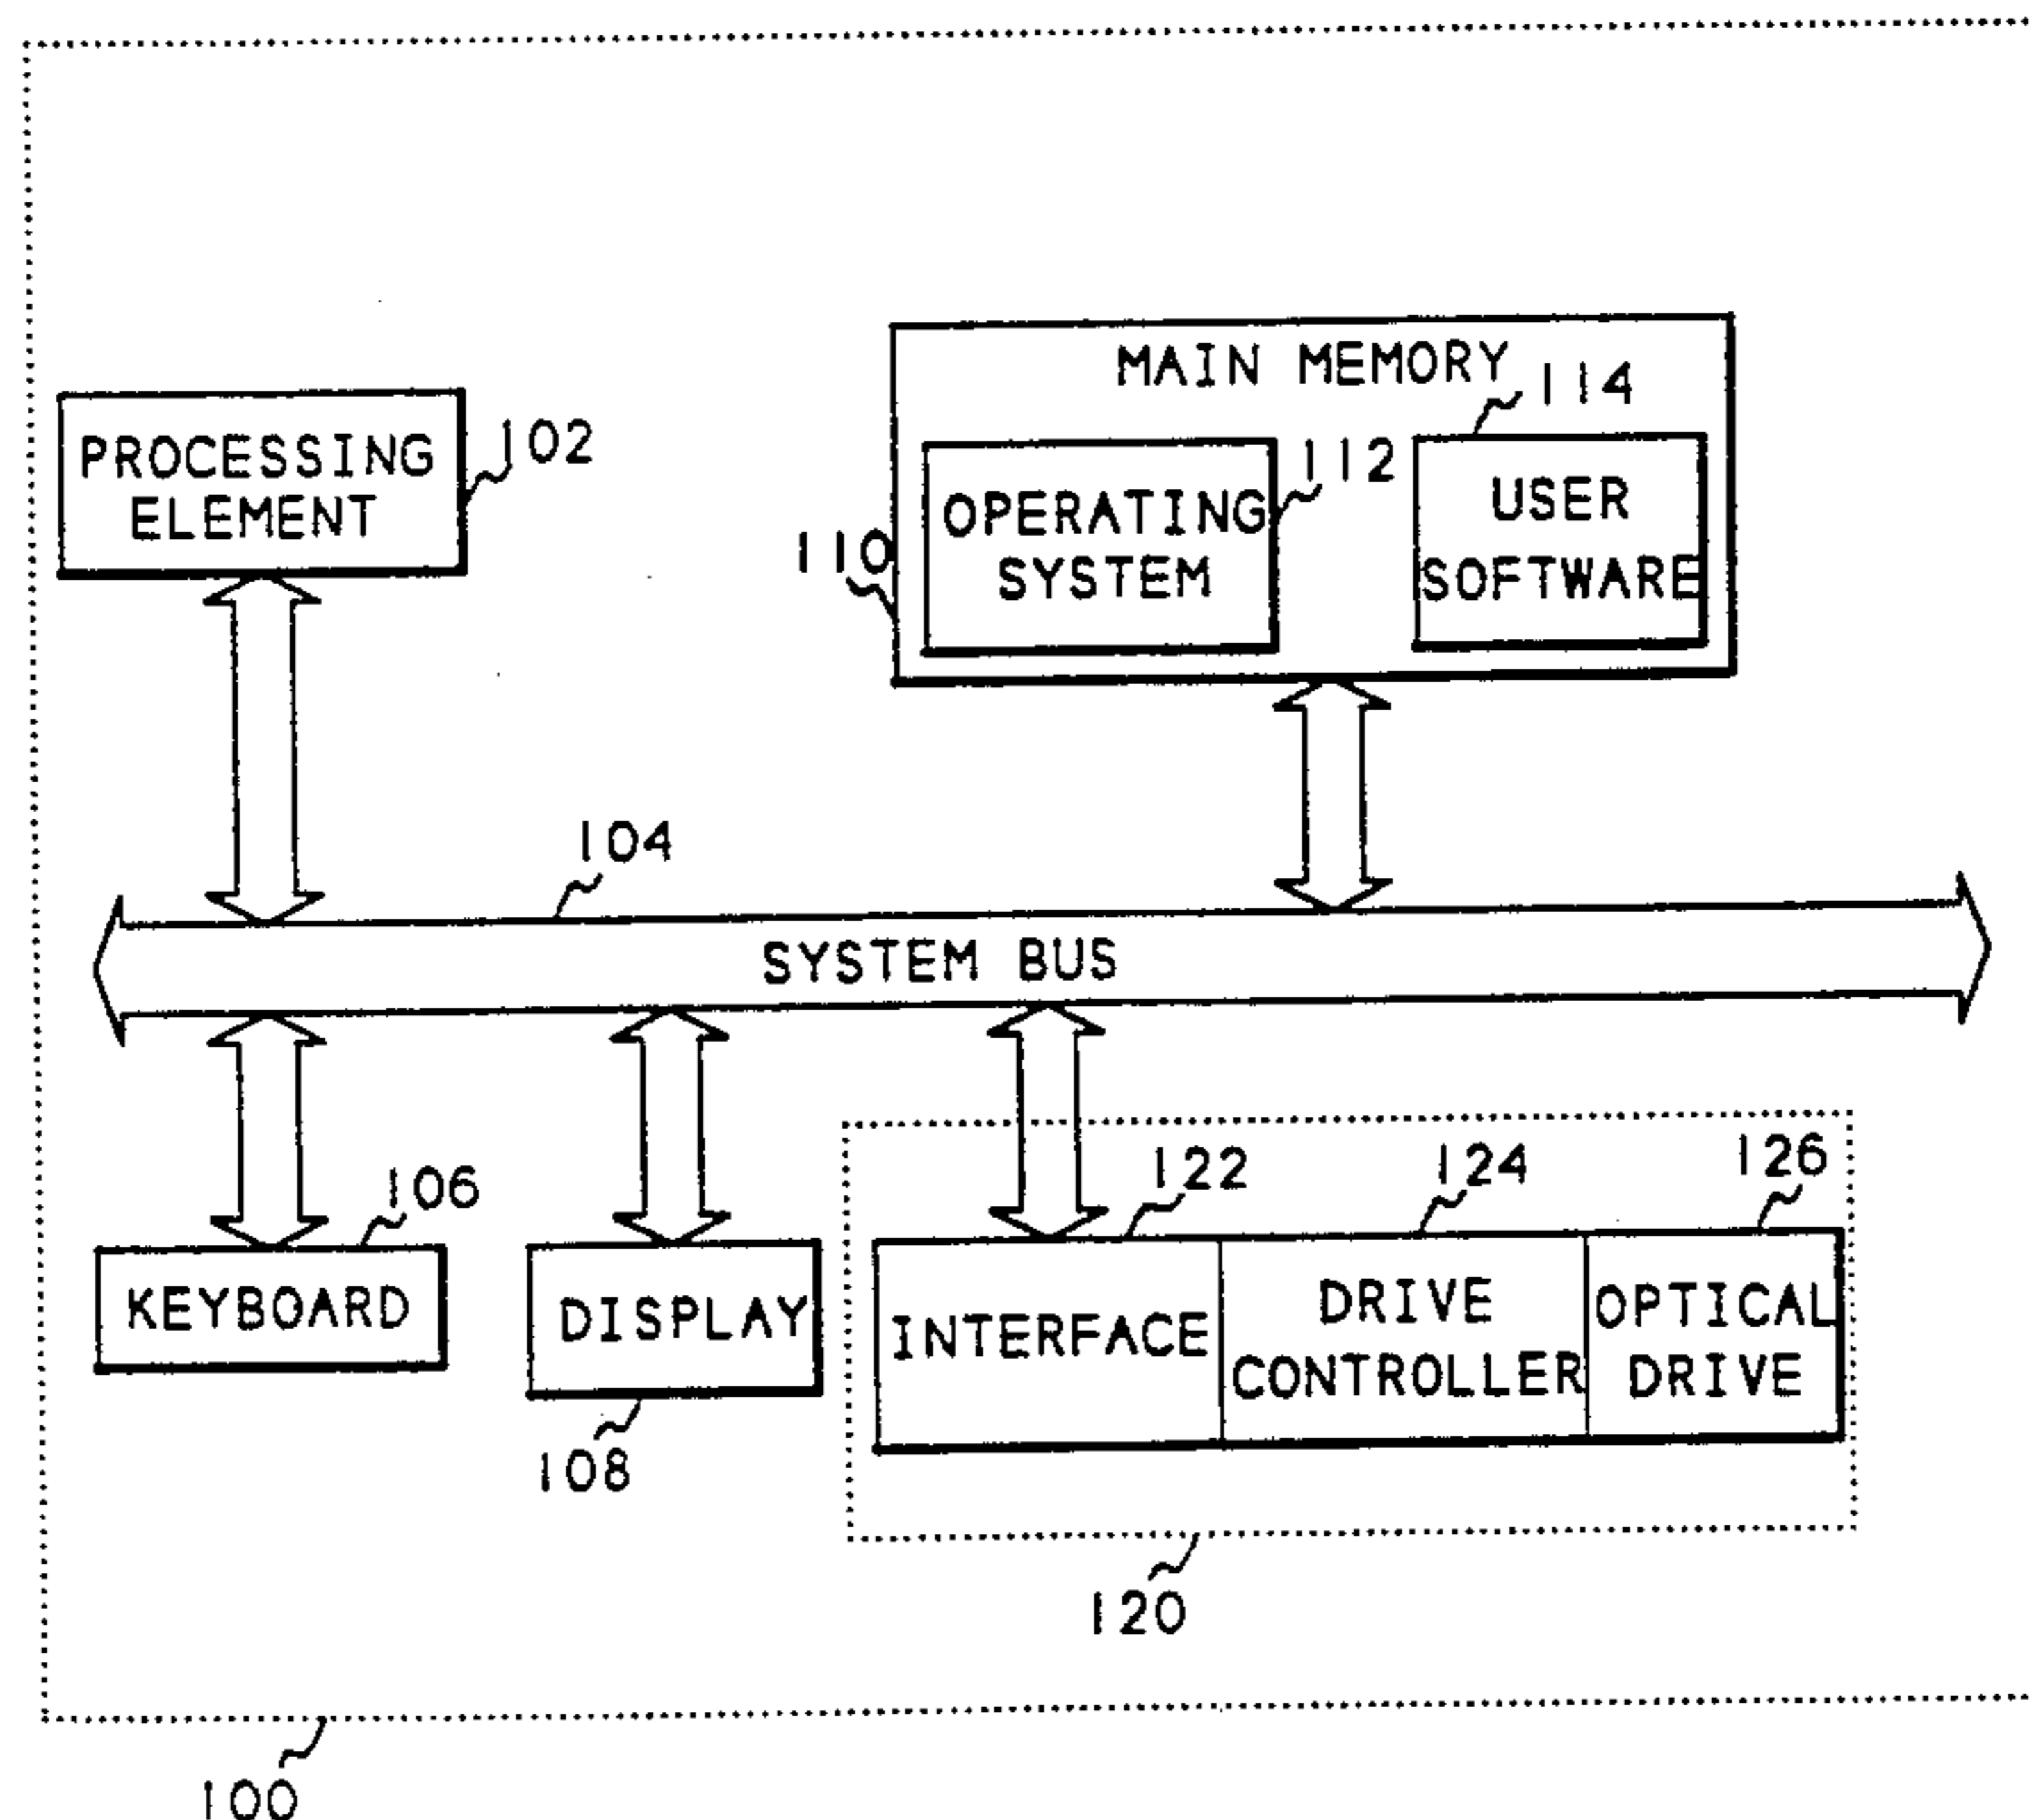 MAIN MEMORY
114
PROCESSING
ELEMENT
102
OPERATING
SYSTEM
112
USER
SOFTWARE
110
104
SYSTEM BUS
106
KEYBOARD
DISPLAY
108
122
124
126
INTERFACE
DRIVE
CONTROLLER
OPTICAL
DRIVE
120
100